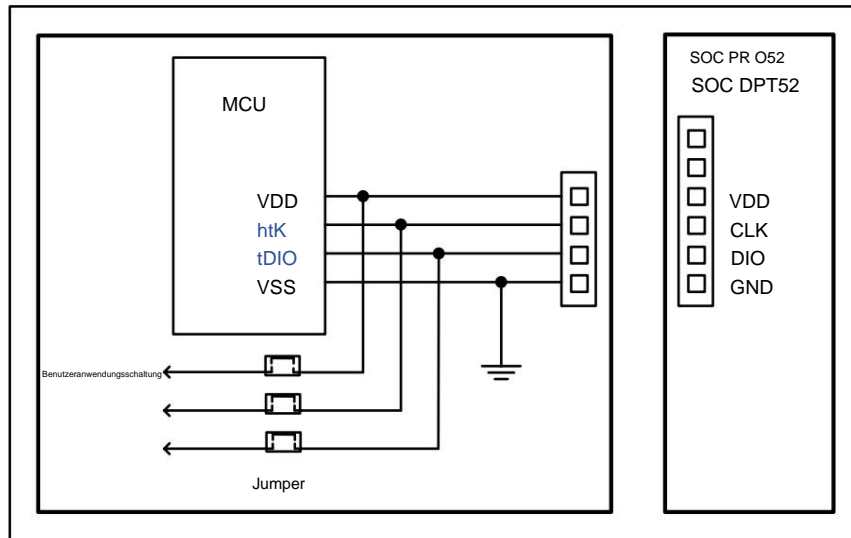 MCU
VDD
htK
tDIO
VSS
Benutzeranwendungsschaltung
Jumper
SOC PR O52
SOC DPT52
VDD
CLK
DIO
GND